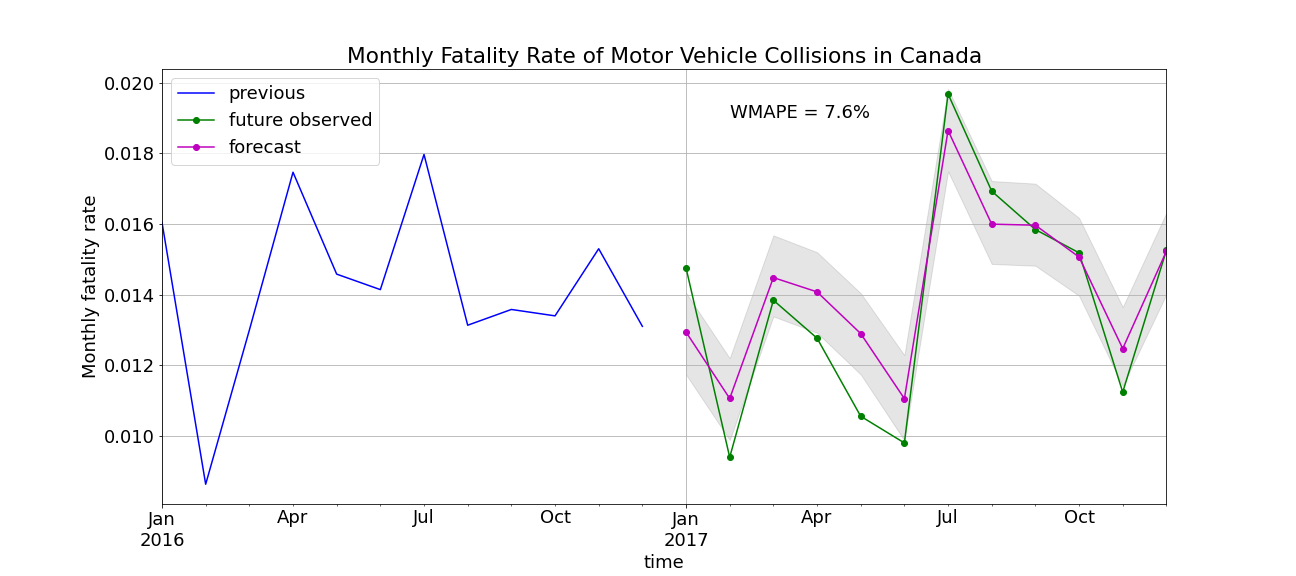 Monthly Fatality Rate of Motor Vehicle Collisions in Canada
previous
future observed
forecast
WMAPE = 7.6%
Monthly fatality rate
0.020
0.018
0.016
0.014
0.012
0.010
Jan Apr Jul Oct Jan Apr Jul Oct
2016 2017
time